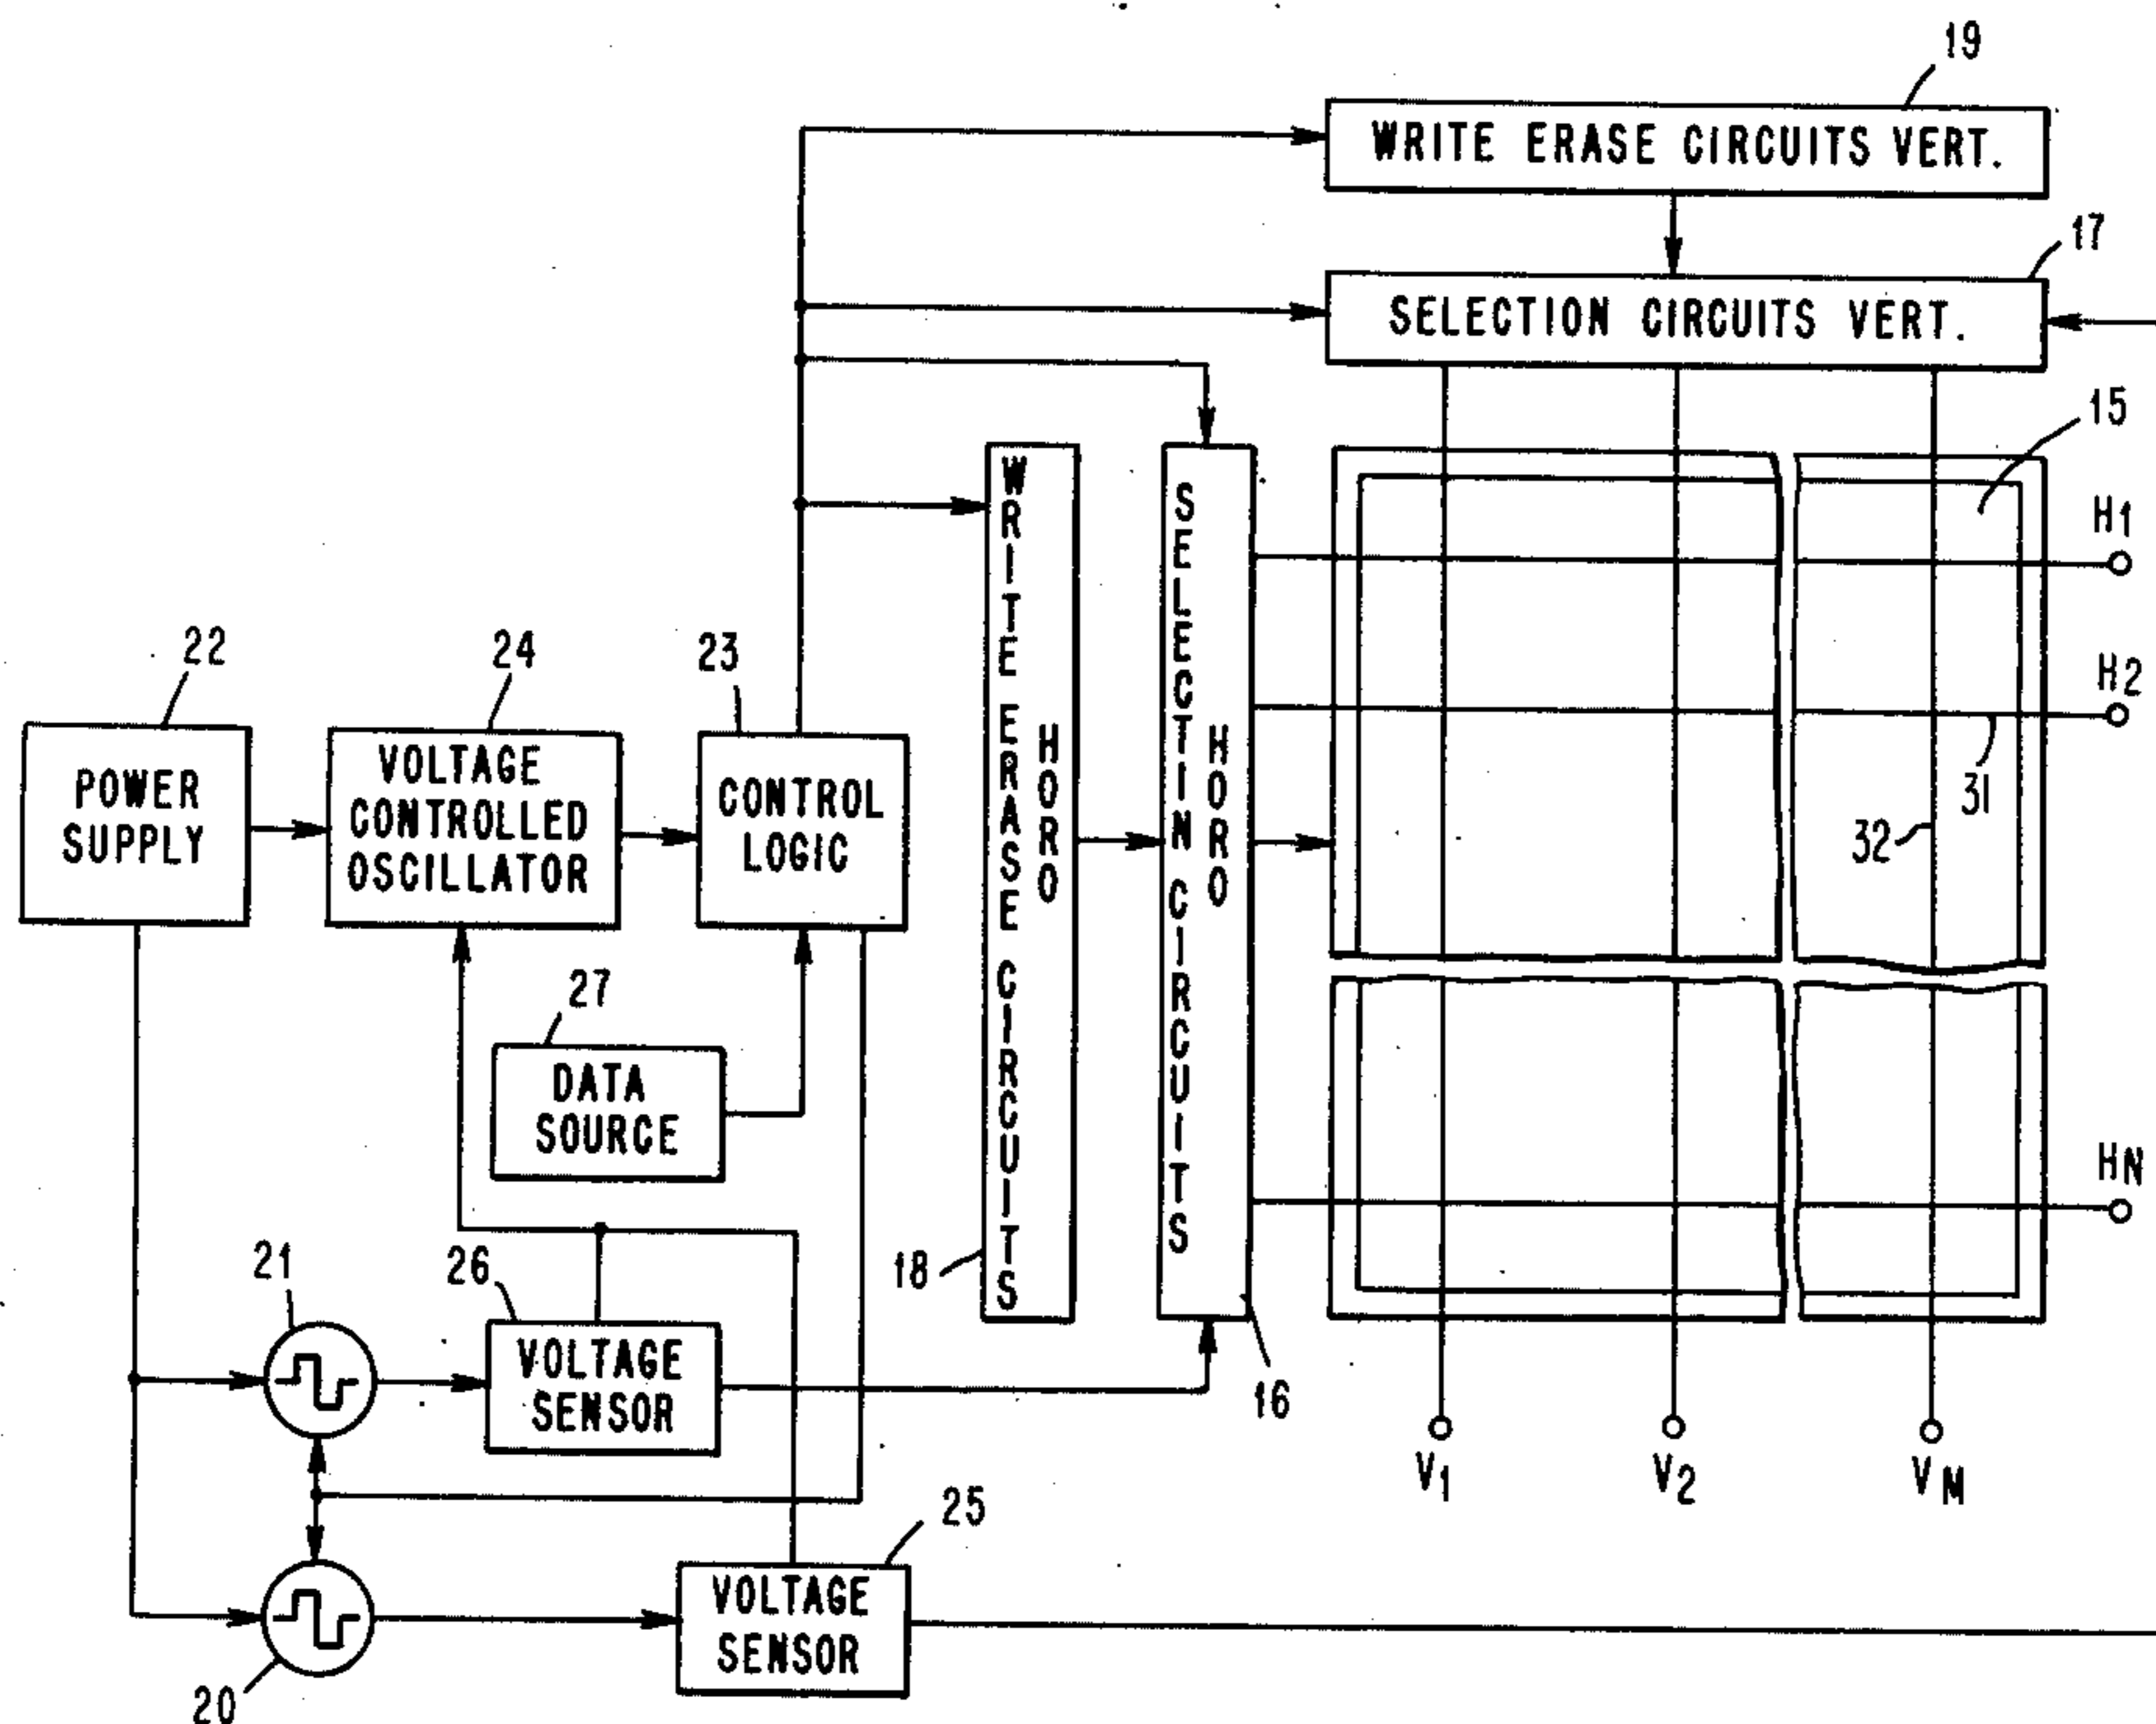 19
WRITE ERASE CIRCUITS VERT.
17
SELECTION CIRCUITS VERT.
15
H1
H2
31
32
HN
22
POWER
SUPPLY
24
VOLTAGE
CONTROLLED
OSCILLATOR
23
CONTROL
LOGIC
27
DATA
SOURCE
WRITE ERASE CIRCUITS
HORO
18
SELECTIN CIRCUITS
HORO
16
21
26
VOLTAGE
SENSOR
25
VOLTAGE
SENSOR
20
V1
V2
VM